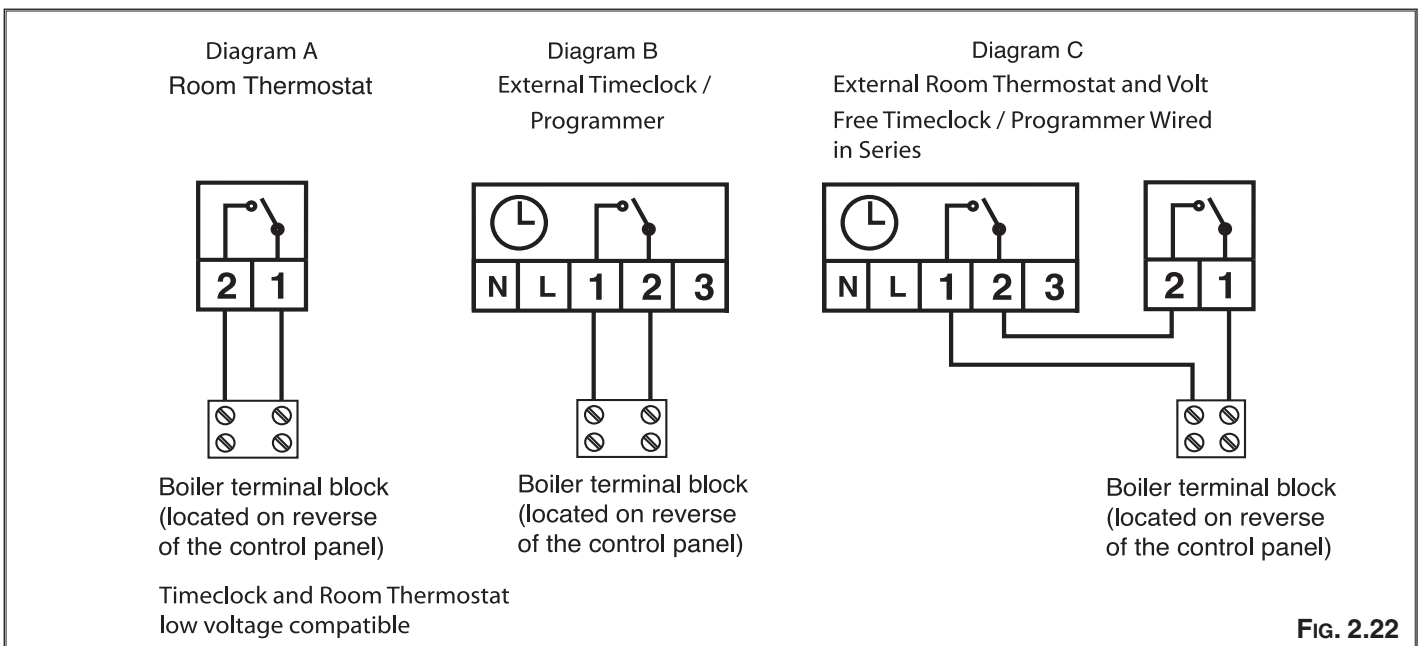 Diagram A
Room Thermostat
Diagram B
External Timeclock /
Programmer
Diagram C
External Room Thermostat and Volt
Free Timeclock / Programmer Wired
in Series
2 1
N L 1 2 3
N L 1 2 3
2 1
Boiler terminal block
(located on reverse
of the control panel)
Boiler terminal block
(located on reverse
of the control panel)
Boiler terminal block
(located on reverse
of the control panel)
Timeclock and Room Thermostat
low voltage compatible
FIG. 2.22